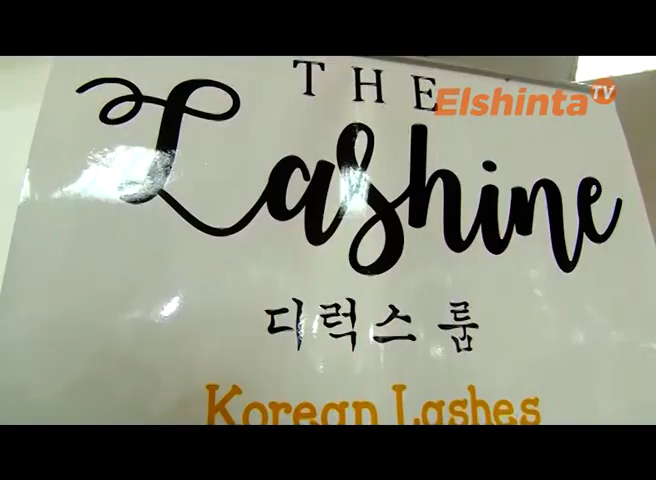 THE
Elshinta TV
Lashine
디럭스룸
Korean Lashes